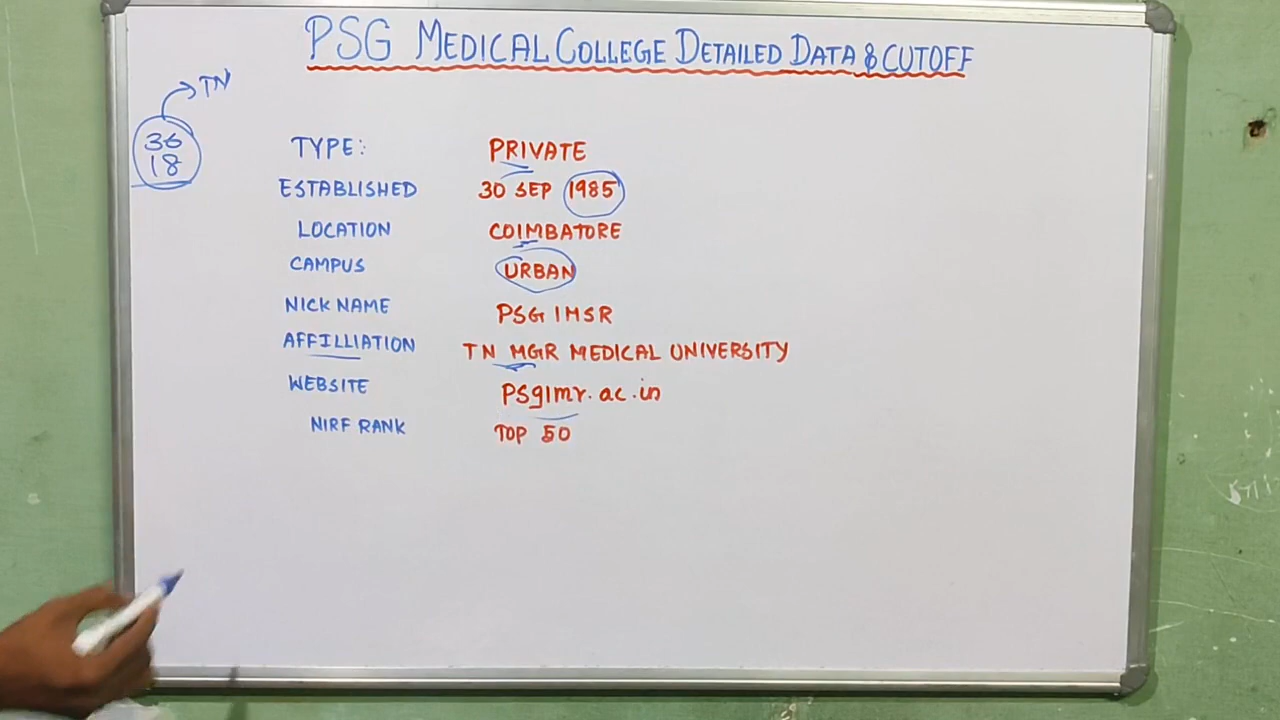 PSG MEDICAL COLLEGE DETAILED DATA & CUTOFF
TN
36
18
TYPE: PRIVATE
ESTABLISHED 30 SEP 1985
LOCATION COIMBATORE
CAMPUS URBAN
NICK NAME PSG IMSR
AFFILLIATION TN MGR MEDICAL UNIVERSITY
WEBSITE PSgimr.ac.in
NIRF RANK TOP 50